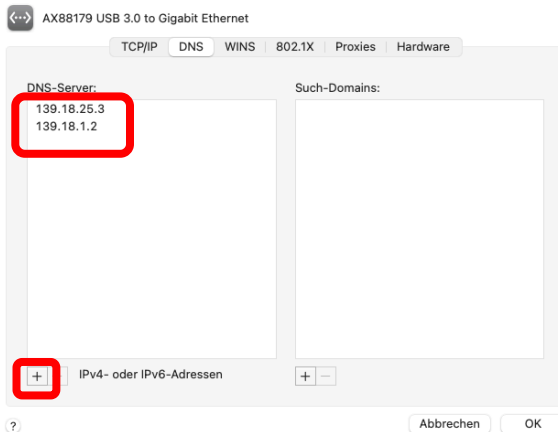 AX88179 USB 3.0 to Gigabit Ethernet
TCP/IP DNS WINS 802.1X Proxies Hardware
DNS-Server: Such-Domains:
139.18.25.3
139.18.1.2
+ IPv4- oder IPv6-Adressen + −
? Abbrechen OK